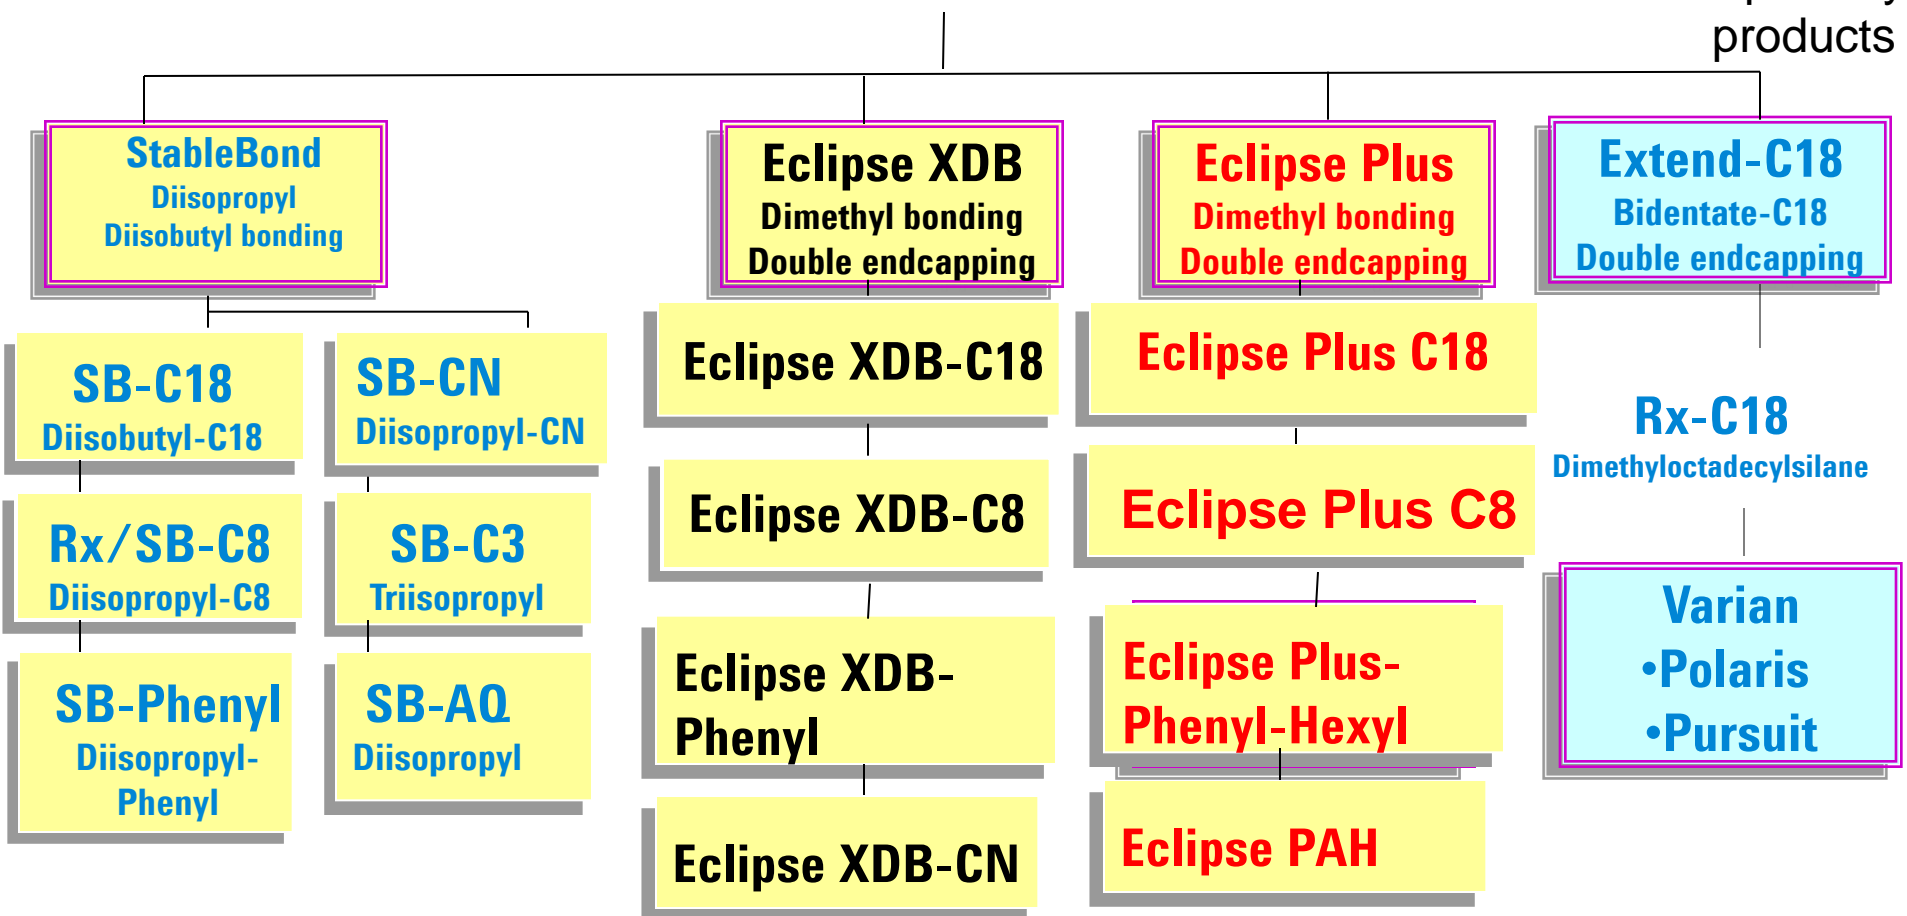 products
StableBond
Diisopropyl
Diisobutyl bonding
SB-C18
Diisobutyl-C18
Rx/SB-C8
Diisopropyl-C8
SB-Phenyl
Diisopropyl-
Phenyl
SB-CN
Diisopropyl-CN
SB-C3
Triisopropyl
SB-AQ
Diisopropyl
Eclipse XDB
Dimethyl bonding
Double endcapping
Eclipse XDB-C18
Eclipse XDB-C8
Eclipse XDB-
Phenyl
Eclipse XDB-CN
Eclipse Plus
Dimethyl bonding
Double endcapping
Eclipse Plus C18
Eclipse Plus C8
Eclipse Plus-
Phenyl-Hexyl
Eclipse PAH
Extend-C18
Bidentate-C18
Double endcapping
Rx-C18
Dimethyloctadecylsilane
Varian
•Polaris
•Pursuit